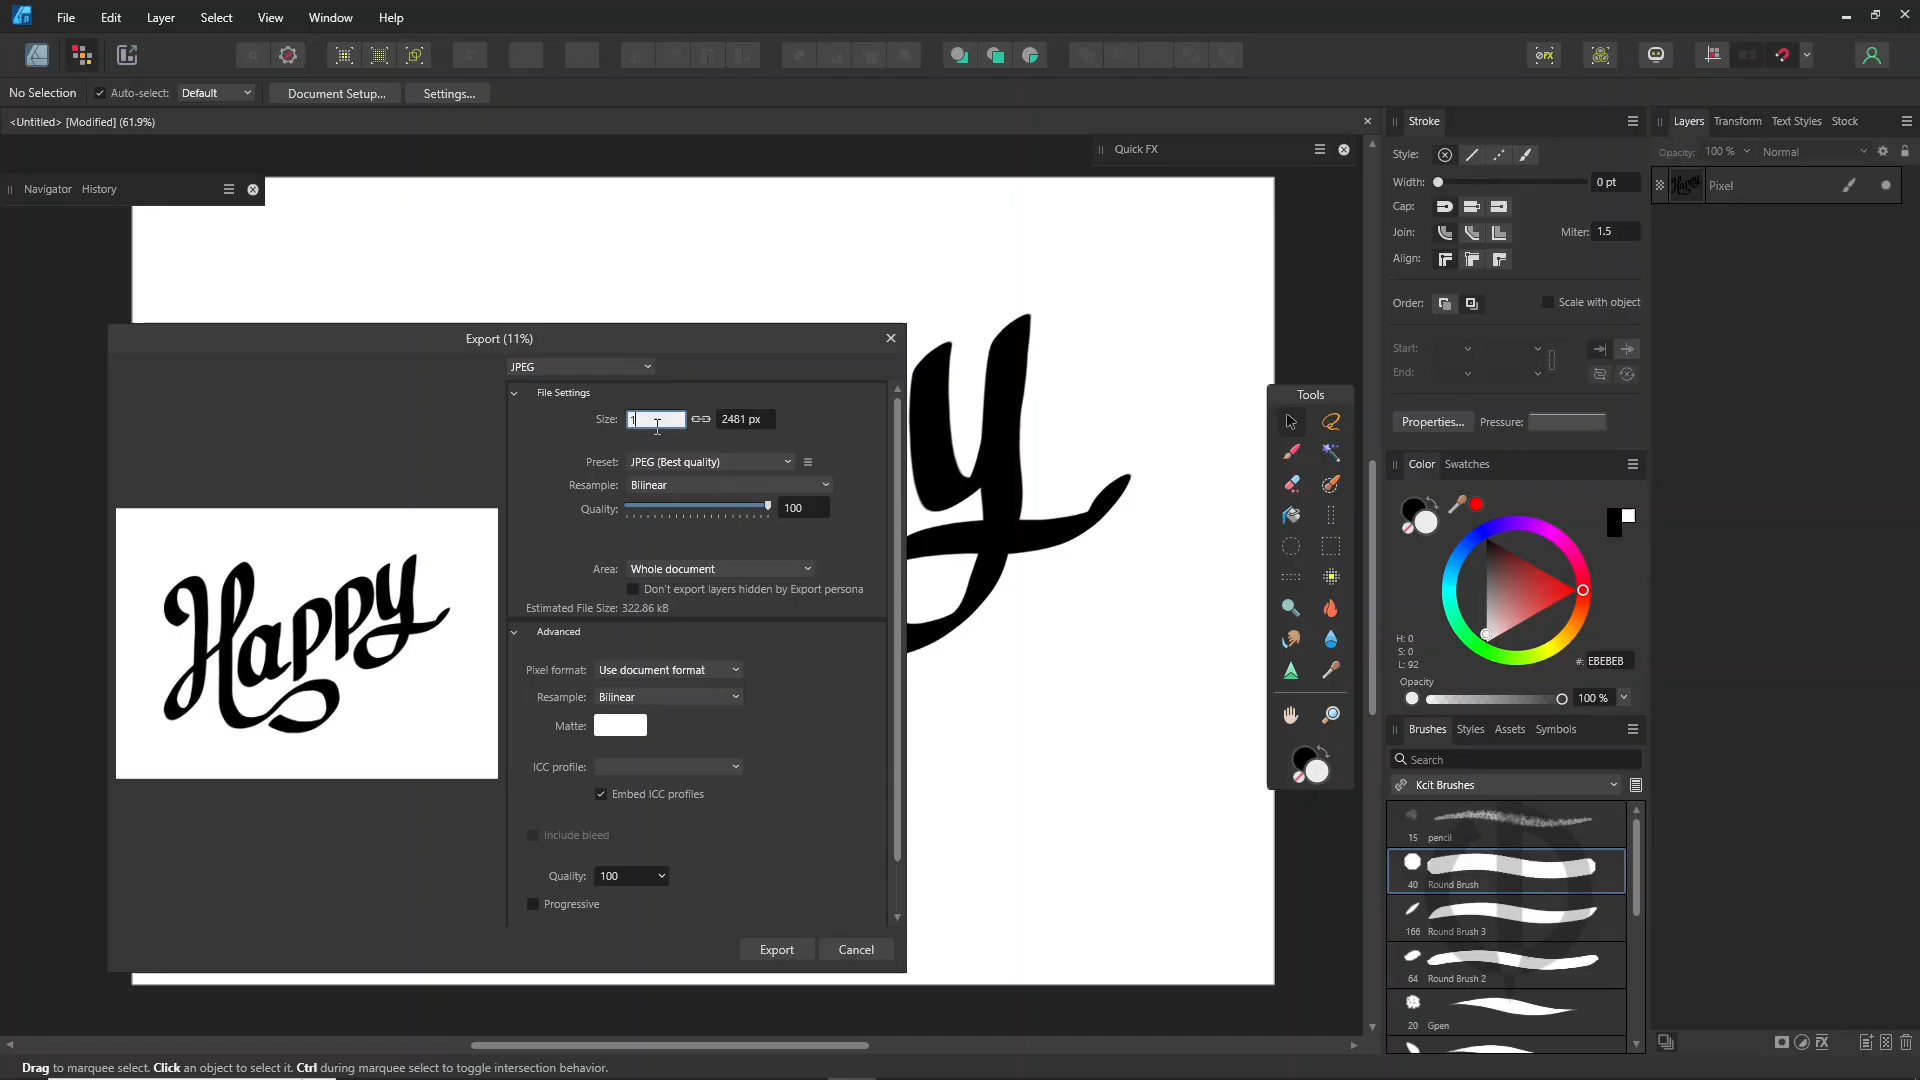 File Edit Layer Select View Window Help
No Selection Auto-select: Default Document Setup... Settings...
<Untitled> [Modified] (61.9%)
Quick FX
Navigator History
Export (11%)
JPEG
File Settings
Size: 1 2481 px
Preset: JPEG (Best quality)
Resample: Bilinear
Quality: 100
Area: Whole document
Don't export layers hidden by Export persona
Estimated File Size: 322.86 kB
Advanced
Pixel format: Use document format
Resample: Bilinear
Matte:
ICC profile:
Embed ICC profiles
Include bleed
Quality: 100
Progressive
Export Cancel
Happy
y
Tools
Stroke
Style:
Width: 0 pt
Cap:
Join: Miter: 1.5
Align:
Order: Scale with object
Start:
End:
Properties... Pressure:
Color Swatches
H: 0
S: 0
L: 92
#: EBEBEB
Opacity
100 %
Brushes Styles Assets Symbols
Search
Kcit Brushes
15 pencil
40 Round Brush
166 Round Brush 3
64 Round Brush 2
20 Gpen
Layers Transform Text Styles Stock
Opacity: 100 % Normal
Happy Pixel
Drag to marquee select. Click an object to select it. Ctrl during marquee select to toggle intersection behavior.